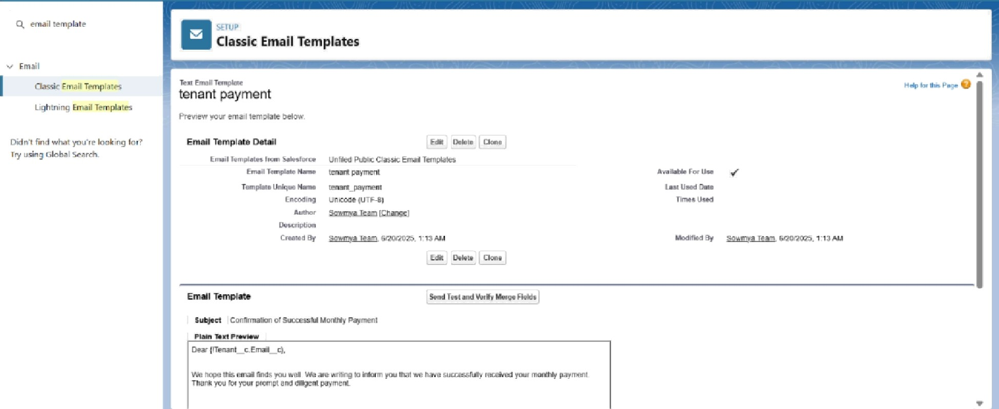 email template
Email
Classic Email Templates
Lightning Email Templates
Didn't find what you're looking for?
Try using Global Search.
SETUP
Classic Email Templates
Text Email Template
tenant payment
Help for this Page ?
Preview your email template below.
Email Template Detail Edit Delete Clone
Email Templates from Salesforce Unfiled Public Classic Email Templates
Email Template Name tenant payment Available For Use
Template Unique Name tenant_payment Last Used Date
Encoding Unicode (UTF-8) Times Used
Author Sowmya Team [Change]
Description
Created By Sowmya Team, 6/20/2025, 1:13 AM Modified By Sowmya Team, 6/20/2025, 1:13 AM
Edit Delete Clone
Email Template Send Test and Verify Merge Fields
Subject Confirmation of Successful Monthly Payment
Plain Text Preview
Dear {!Tenant__c.Email__c},
We hope this email finds you well. We are writing to inform you that we have successfully received your monthly payment.
Thank you for your prompt and diligent payment.